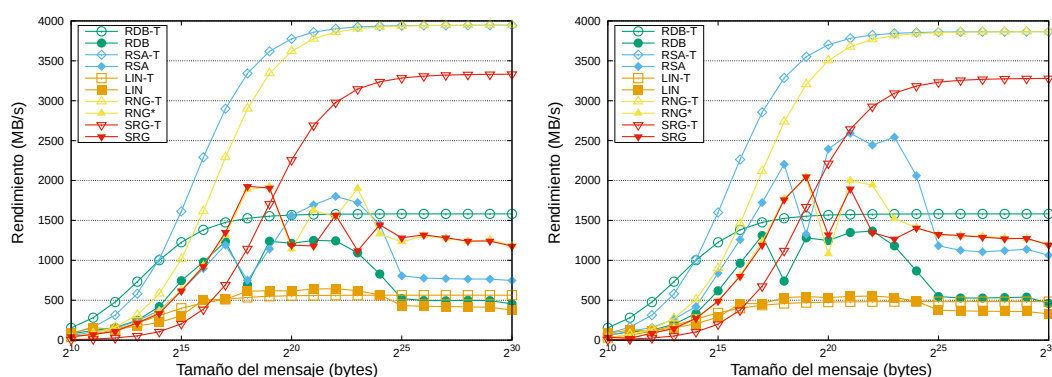 4000
3500
3000
2500
2000
1500
1000
500
0
Rendimiento (MB/s)
RDB-T
RDB
RSA-T
RSA
LIN-T
LIN
RNG-T
RNG*
SRG-T
SRG
2^10 2^15 2^20 2^25 2^30
Tamaño del mensaje (bytes)
4000
3500
3000
2500
2000
1500
1000
500
0
Rendimiento (MB/s)
RDB-T
RDB
RSA-T
RSA
LIN-T
LIN
RNG-T
RNG*
SRG-T
SRG
2^10 2^15 2^20 2^25 2^30
Tamaño del mensaje (bytes)